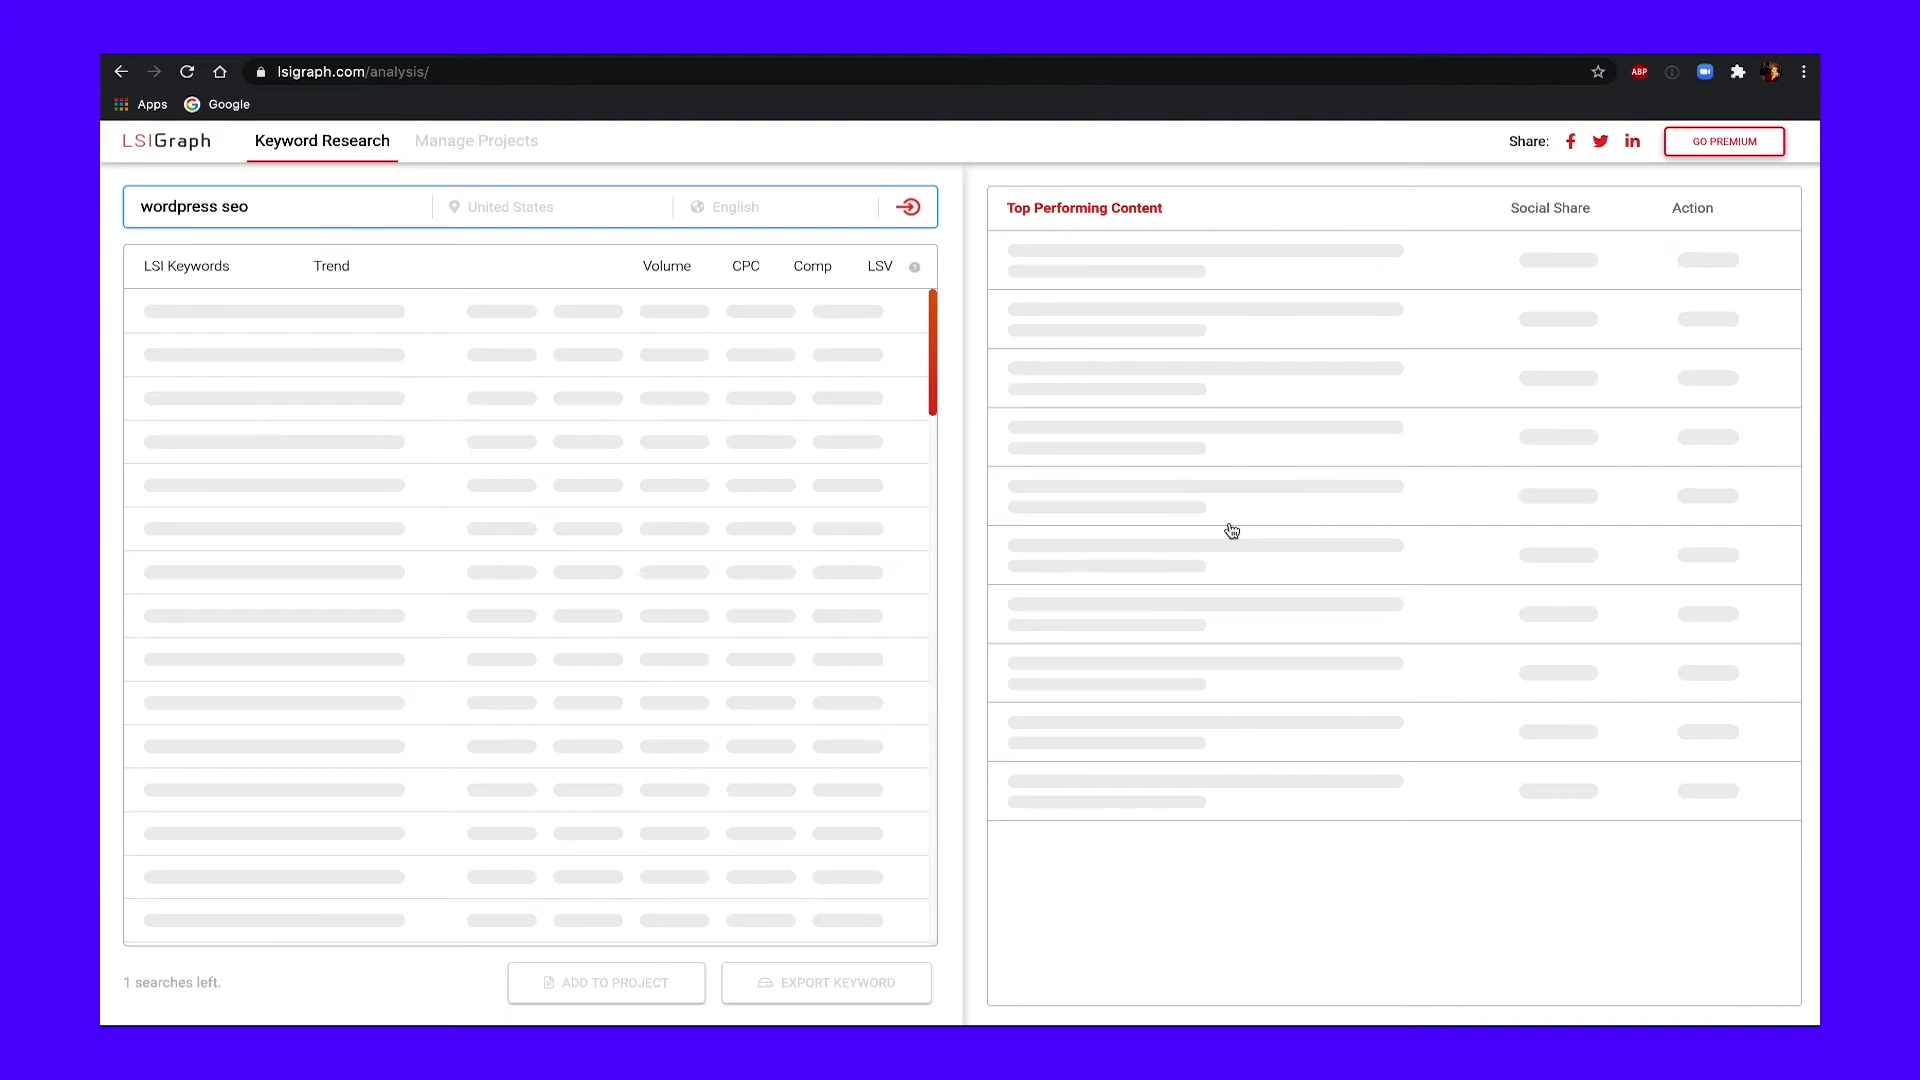 lsigraph.com/analysis/
ABP
Apps
Google
LSIGraph
Keyword Research
Manage Projects
Share:
GO PREMIUM
wordpress seo
United States
English
LSI Keywords
Trend
Volume
CPC
Comp
LSV
?
Top Performing Content
Social Share
Action
1 searches left.
ADD TO PROJECT
EXPORT KEYWORD